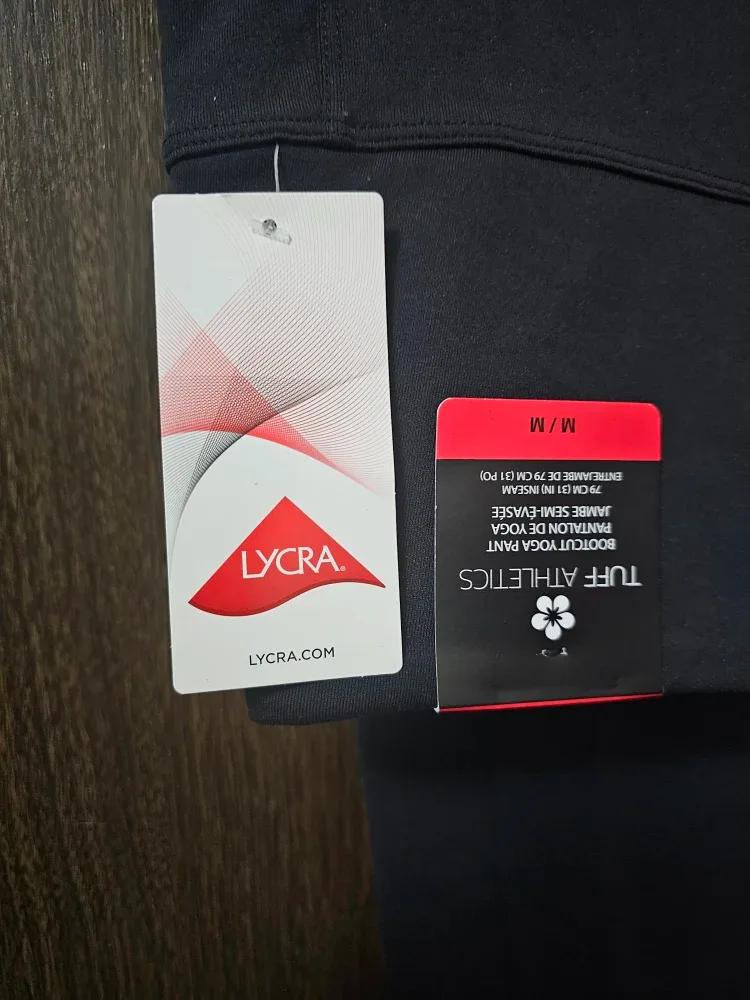 LYCRA®
LYCRA.COM
TUFF ATHLETICS
BOOTCUT YOGA PANT
PANTALON DE YOGA
JAMBE SEMI-ÉVASÉE
79 CM (31 IN) INSEAM
ENTREJAMBE DE 79 CM (31 PO)
M / M